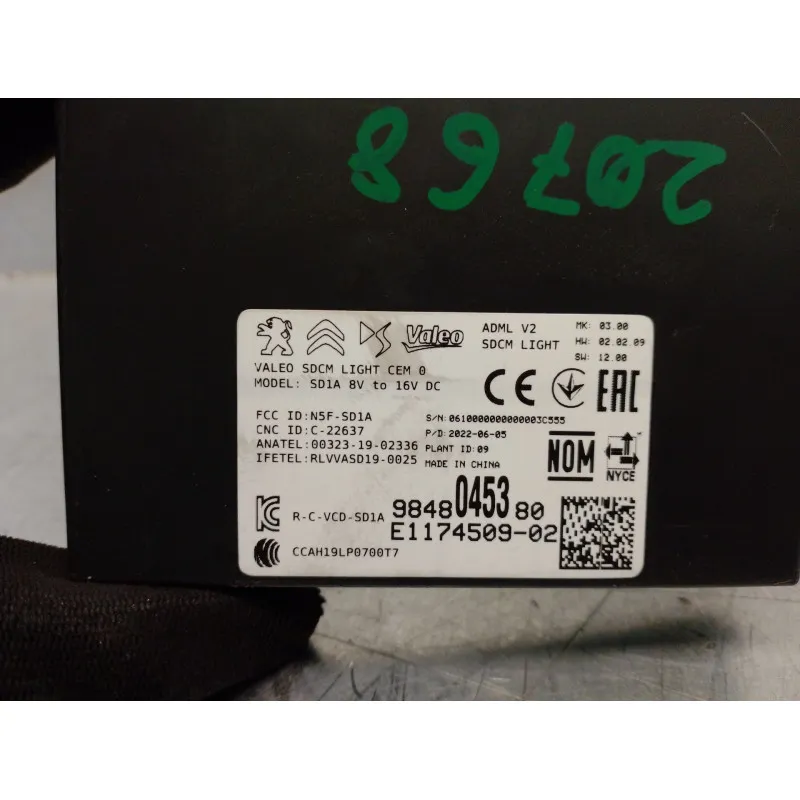 20768
Valeo
ADML V2
SDCM LIGHT
MK: 03.00
HW: 02.02.09
SW: 12.00
VALEO SDCM LIGHT CEM 0
MODEL: SD1A 8V to 16V DC
CE
EAC
FCC ID:N5F-SD1A
CNC ID:C-22637
ANATEL:00323-19-02336
IFETEL:RLVVASD19-0025
S/N:0610000000000003C555
P/D:2022-06-05
PLANT ID:09
MADE IN CHINA
NOM
NYCE
R-C-VCD-SD1A
9848045380
E1174509-02
CCAH19LP0700T7